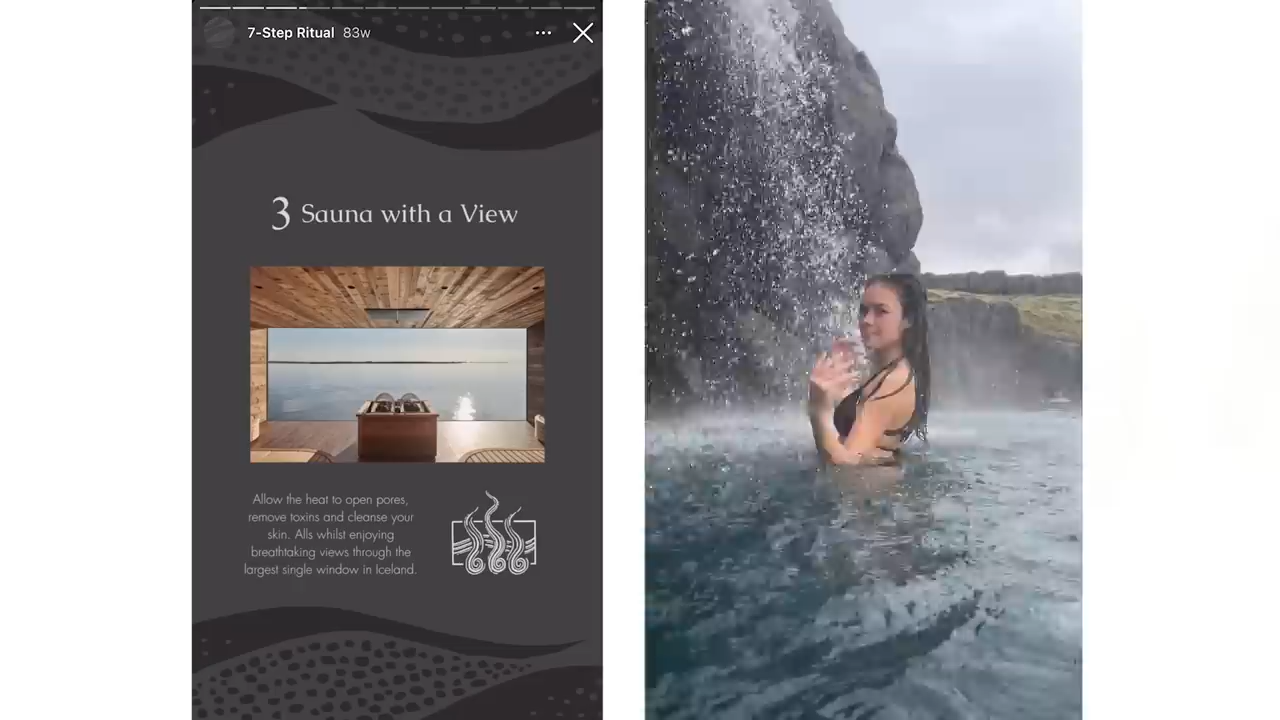 7-Step Ritual 83w
3 Sauna with a View
Allow the heat to open pores,
remove toxins and cleanse your
skin. Alls whilst enjoying
breathtaking views through the
largest single window in Iceland.